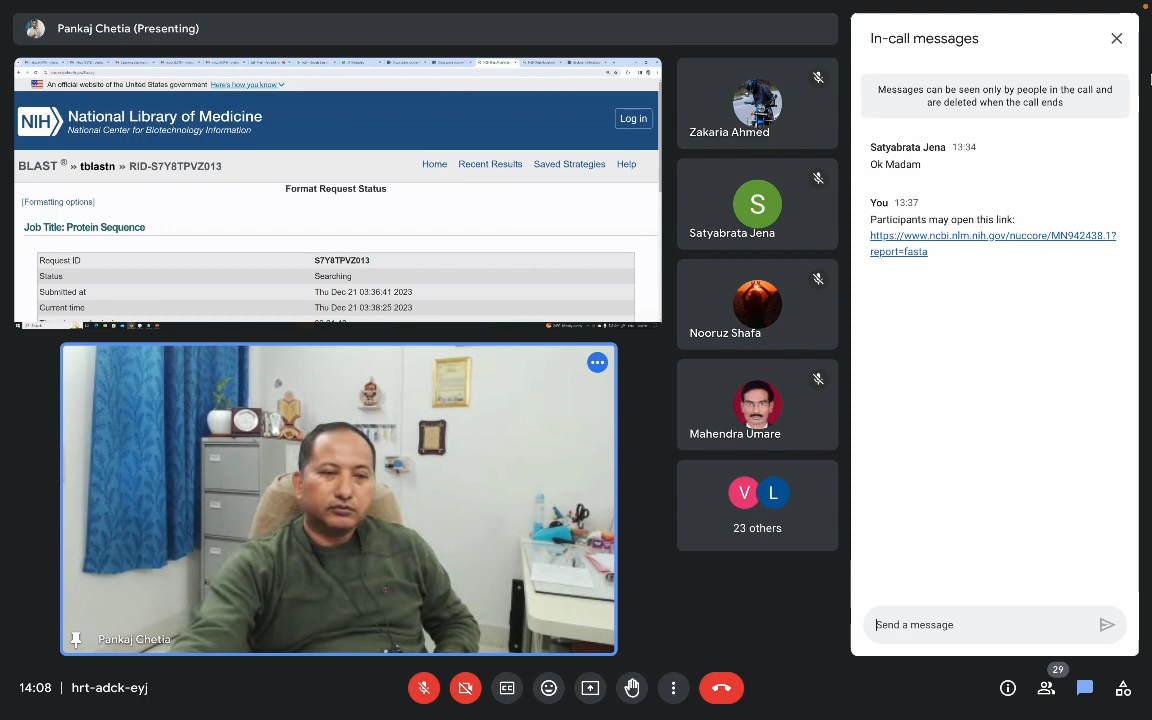 Pankaj Chetia (Presenting)
An official website of the United States government Here's how you know
NIH National Library of Medicine
National Center for Biotechnology Information
Log in
BLAST ® » tblastn » RID-S7Y8TPVZ013
Home Recent Results Saved Strategies Help
Format Request Status
[Formatting options]
Job Title: Protein Sequence
Request ID S7Y8TPVZ013
Status Searching
Submitted at Thu Dec 21 03:36:41 2023
Current time Thu Dec 21 03:38:25 2023
Pankaj Chetia
Zakaria Ahmed
S
Satyabrata Jena
Nooruz Shafa
Mahendra Umare
V L
23 others
In-call messages
Messages can be seen only by people in the call and
are deleted when the call ends
Satyabrata Jena 13:34
Ok Madam
You 13:37
Participants may open this link:
https://www.ncbi.nlm.nih.gov/nuccore/MN942438.1?
report=fasta
Send a message
14:08 | hrt-adck-eyj
29